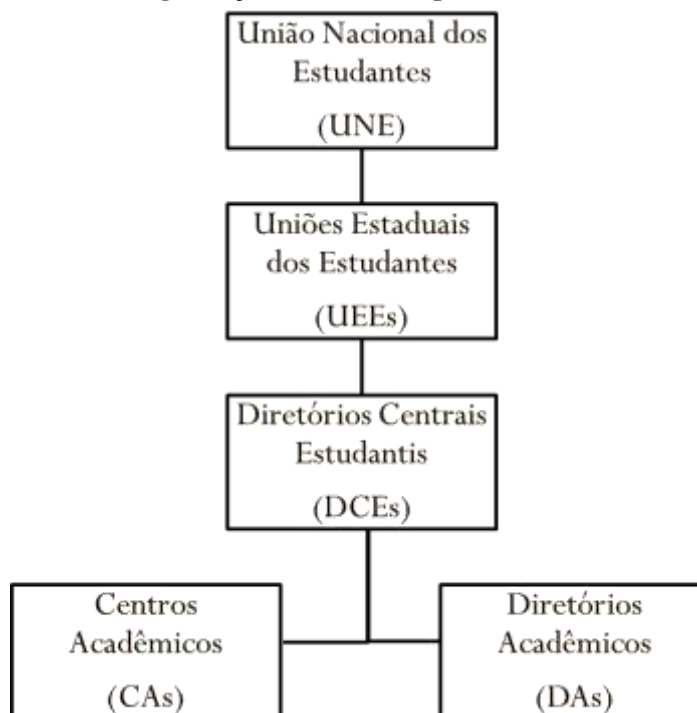 União Nacional dos
Estudantes
(UNE)
Uniões Estaduais
dos Estudantes
(UEEs)
Diretórios Centrais
Estudantis
(DCEs)
Centros
Acadêmicos
(CAs)
Diretórios
Acadêmicos
(DAs)